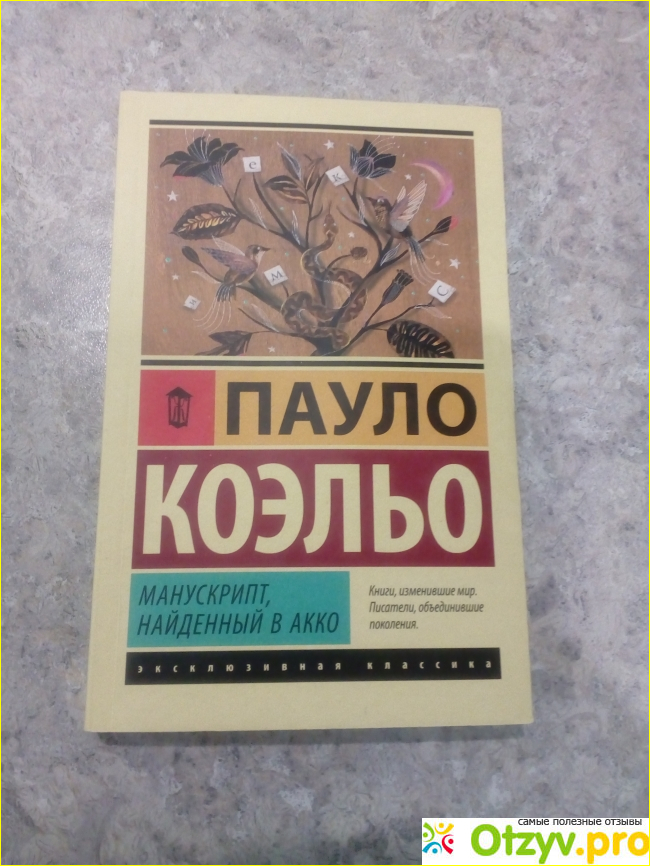 С
К
М
С
Ж
ПАУЛО
КОЭЛЬО
МАНУСКРИПТ,
НАЙДЕННЫЙ В АККО
Книги, изменившие мир.
Писатели, объединившие
поколения.
эксклюзивная классика
самые полезные отзывы
Otzyv.pro